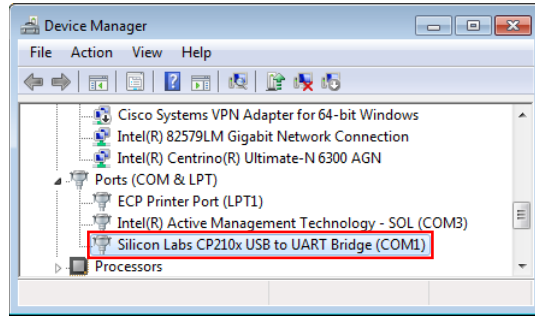 Device Manager
File Action View Help
Cisco Systems VPN Adapter for 64-bit Windows
Intel(R) 82579LM Gigabit Network Connection
Intel(R) Centrino(R) Ultimate-N 6300 AGN
Ports (COM & LPT)
ECP Printer Port (LPT1)
Intel(R) Active Management Technology - SOL (COM3)
Silicon Labs CP210x USB to UART Bridge (COM1)
Processors